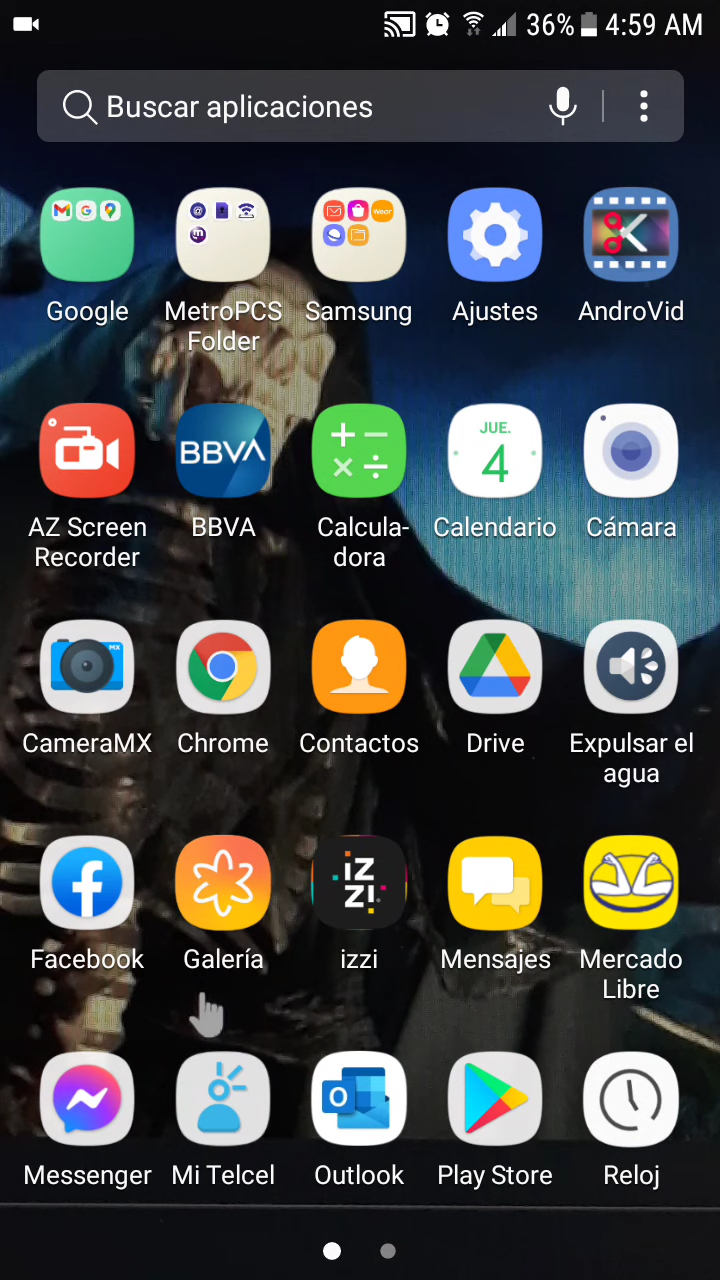 36% 4:59 AM
Buscar aplicaciones
Wear
Google
MetroPCS
Folder
Samsung
Ajustes
AndroVid
BBVA
JUE.
4
AZ Screen
Recorder
BBVA
Calcula-
dora
Calendario
Cámara
MX
CameraMX
Chrome
Contactos
Drive
Expulsar el
agua
izzi
Facebook
Galería
izzi
Mensajes
Mercado
Libre
Messenger
Mi Telcel
Outlook
Play Store
Reloj